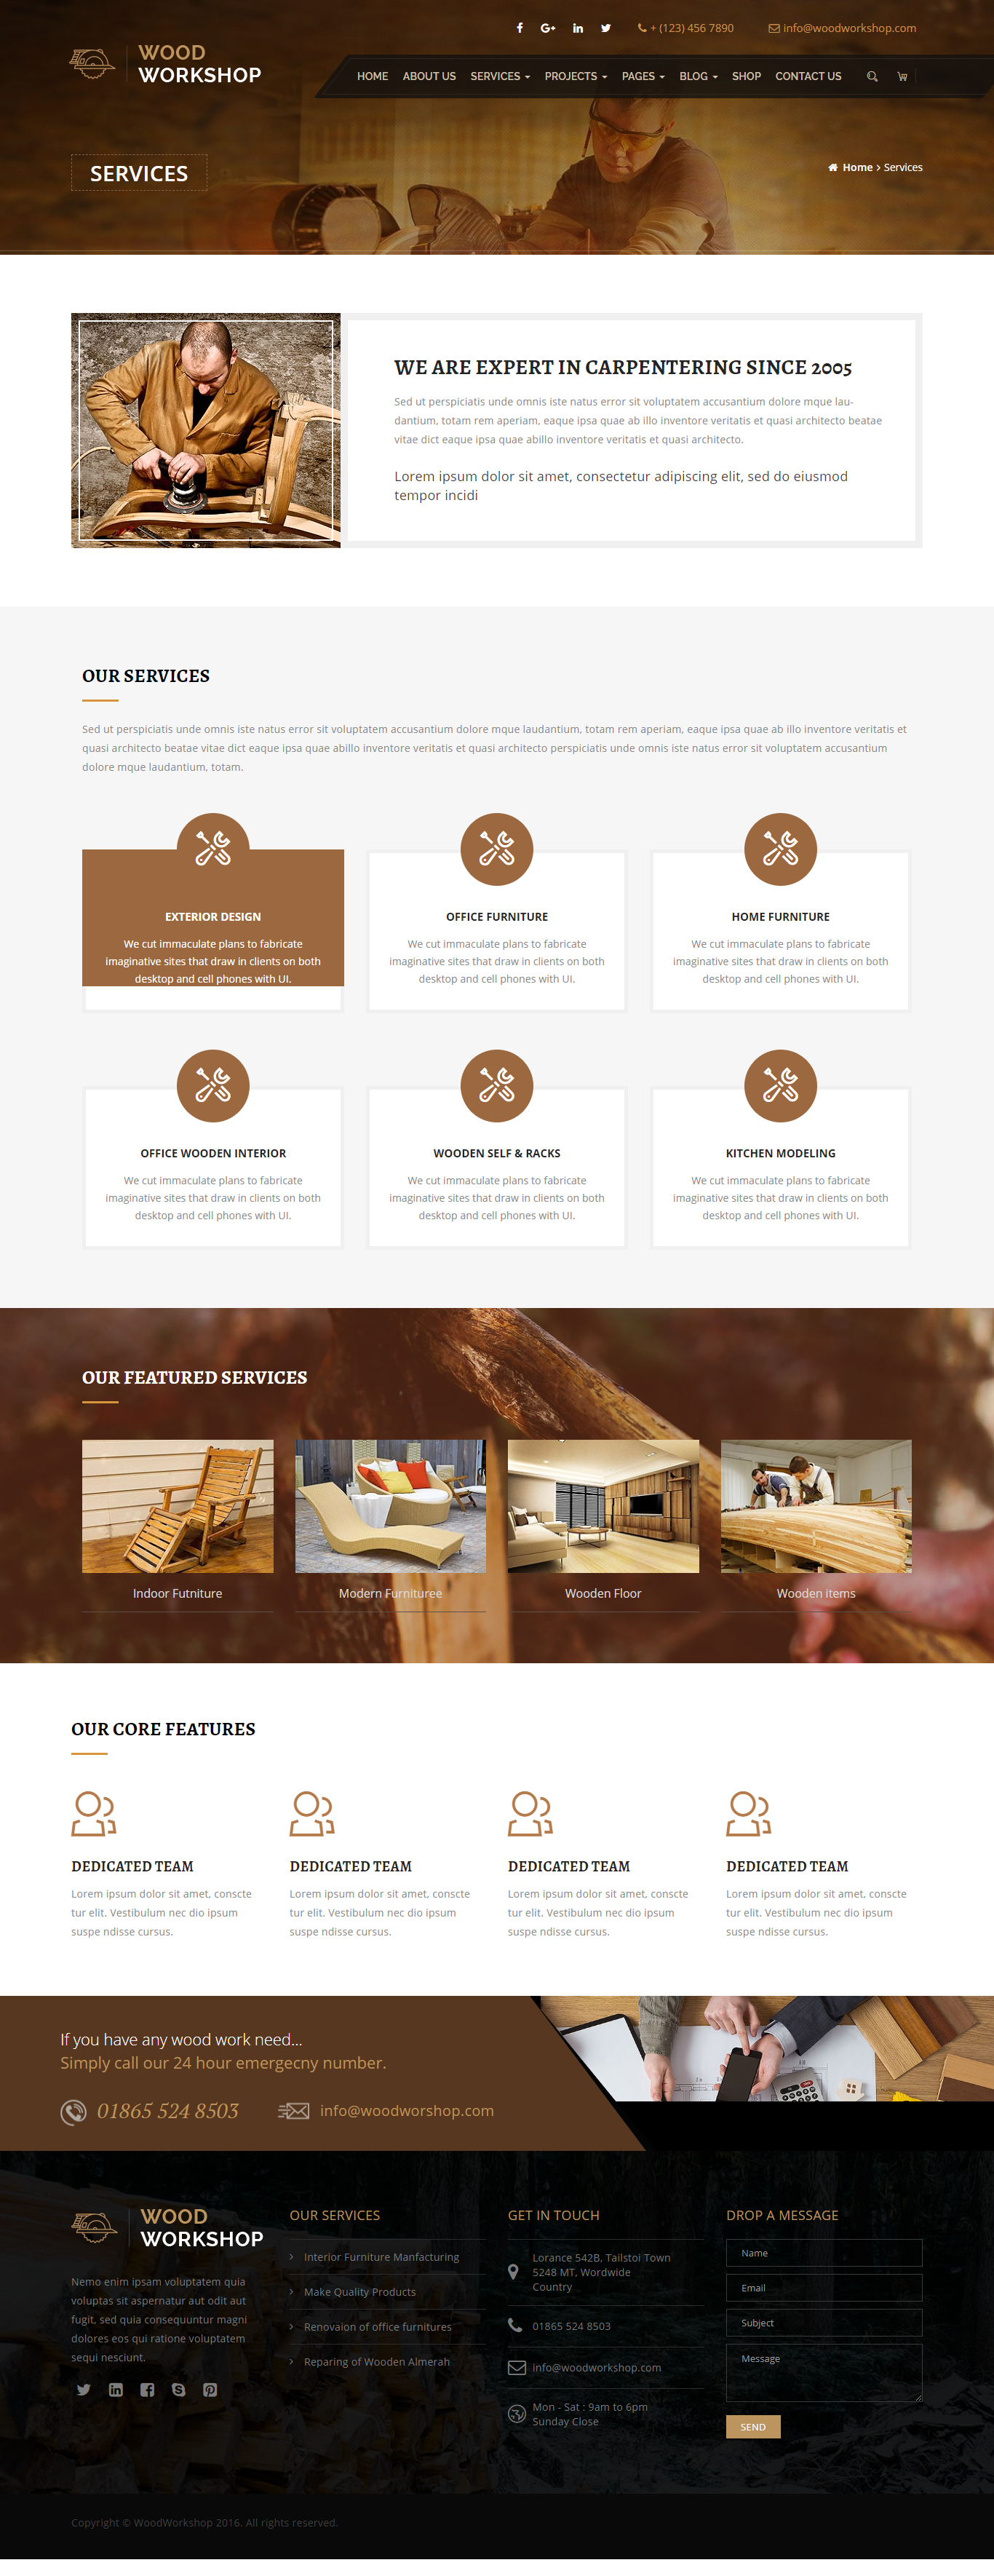 + (123) 456 7890
info@woodworkshop.com
WOOD
WORKSHOP
HOME ABOUT US SERVICES PROJECTS PAGES BLOG SHOP CONTACT US
SERVICES
Home > Services
WE ARE EXPERT IN CARPENTERING SINCE 2005
Sed ut perspiciatis unde omnis iste natus error sit voluptatem accusantium dolore mque lau-
dantium, totam rem aperiam, eaque ipsa quae ab illo inventore veritatis et quasi architecto beatae
vitae dict eaque ipsa quae abillo inventore veritatis et quasi architecto.
Lorem ipsum dolor sit amet, consectetur adipiscing elit, sed do eiusmod
tempor incidi
OUR SERVICES
Sed ut perspiciatis unde omnis iste natus error sit voluptatem accusantium dolore mque laudantium, totam rem aperiam, eaque ipsa quae ab illo inventore veritatis et
quasi architecto beatae vitae dict eaque ipsa quae abillo inventore veritatis et quasi architecto perspiciatis unde omnis iste natus error sit voluptatem accusantium
dolore mque laudantium, totam.
EXTERIOR DESIGN
We cut immaculate plans to fabricate
imaginative sites that draw in clients on both
desktop and cell phones with UI.
OFFICE FURNITURE
We cut immaculate plans to fabricate
imaginative sites that draw in clients on both
desktop and cell phones with UI.
HOME FURNITURE
We cut immaculate plans to fabricate
imaginative sites that draw in clients on both
desktop and cell phones with UI.
OFFICE WOODEN INTERIOR
We cut immaculate plans to fabricate
imaginative sites that draw in clients on both
desktop and cell phones with UI.
WOODEN SELF & RACKS
We cut immaculate plans to fabricate
imaginative sites that draw in clients on both
desktop and cell phones with UI.
KITCHEN MODELING
We cut immaculate plans to fabricate
imaginative sites that draw in clients on both
desktop and cell phones with UI.
OUR FEATURED SERVICES
Indoor Futniture
Modern Furnituree
Wooden Floor
Wooden items
OUR CORE FEATURES
DEDICATED TEAM
Lorem ipsum dolor sit amet, conscte
tur elit. Vestibulum nec dio ipsum
suspe ndisse cursus.
DEDICATED TEAM
Lorem ipsum dolor sit amet, conscte
tur elit. Vestibulum nec dio ipsum
suspe ndisse cursus.
DEDICATED TEAM
Lorem ipsum dolor sit amet, conscte
tur elit. Vestibulum nec dio ipsum
suspe ndisse cursus.
DEDICATED TEAM
Lorem ipsum dolor sit amet, conscte
tur elit. Vestibulum nec dio ipsum
suspe ndisse cursus.
If you have any wood work need...
Simply call our 24 hour emergecny number.
01865 524 8503
info@woodworshop.com
WOOD
WORKSHOP
Nemo enim ipsam voluptatem quia
voluptas sit aspernatur aut odit aut
fugit, sed quia consequuntur magni
dolores eos qui ratione voluptatem
sequi nesciunt.
OUR SERVICES
Interior Furniture Manfacturing
Make Quality Products
Renovaion of office furnitures
Reparing of Wooden Almerah
GET IN TOUCH
Lorance 542B, Tailstoi Town
5248 MT, Wordwide
Country
01865 524 8503
info@woodworkshop.com
Mon - Sat : 9am to 6pm
Sunday Close
DROP A MESSAGE
Name
Email
Subject
Message
SEND
Copyright © WoodWorkshop 2016. All rights reserved.